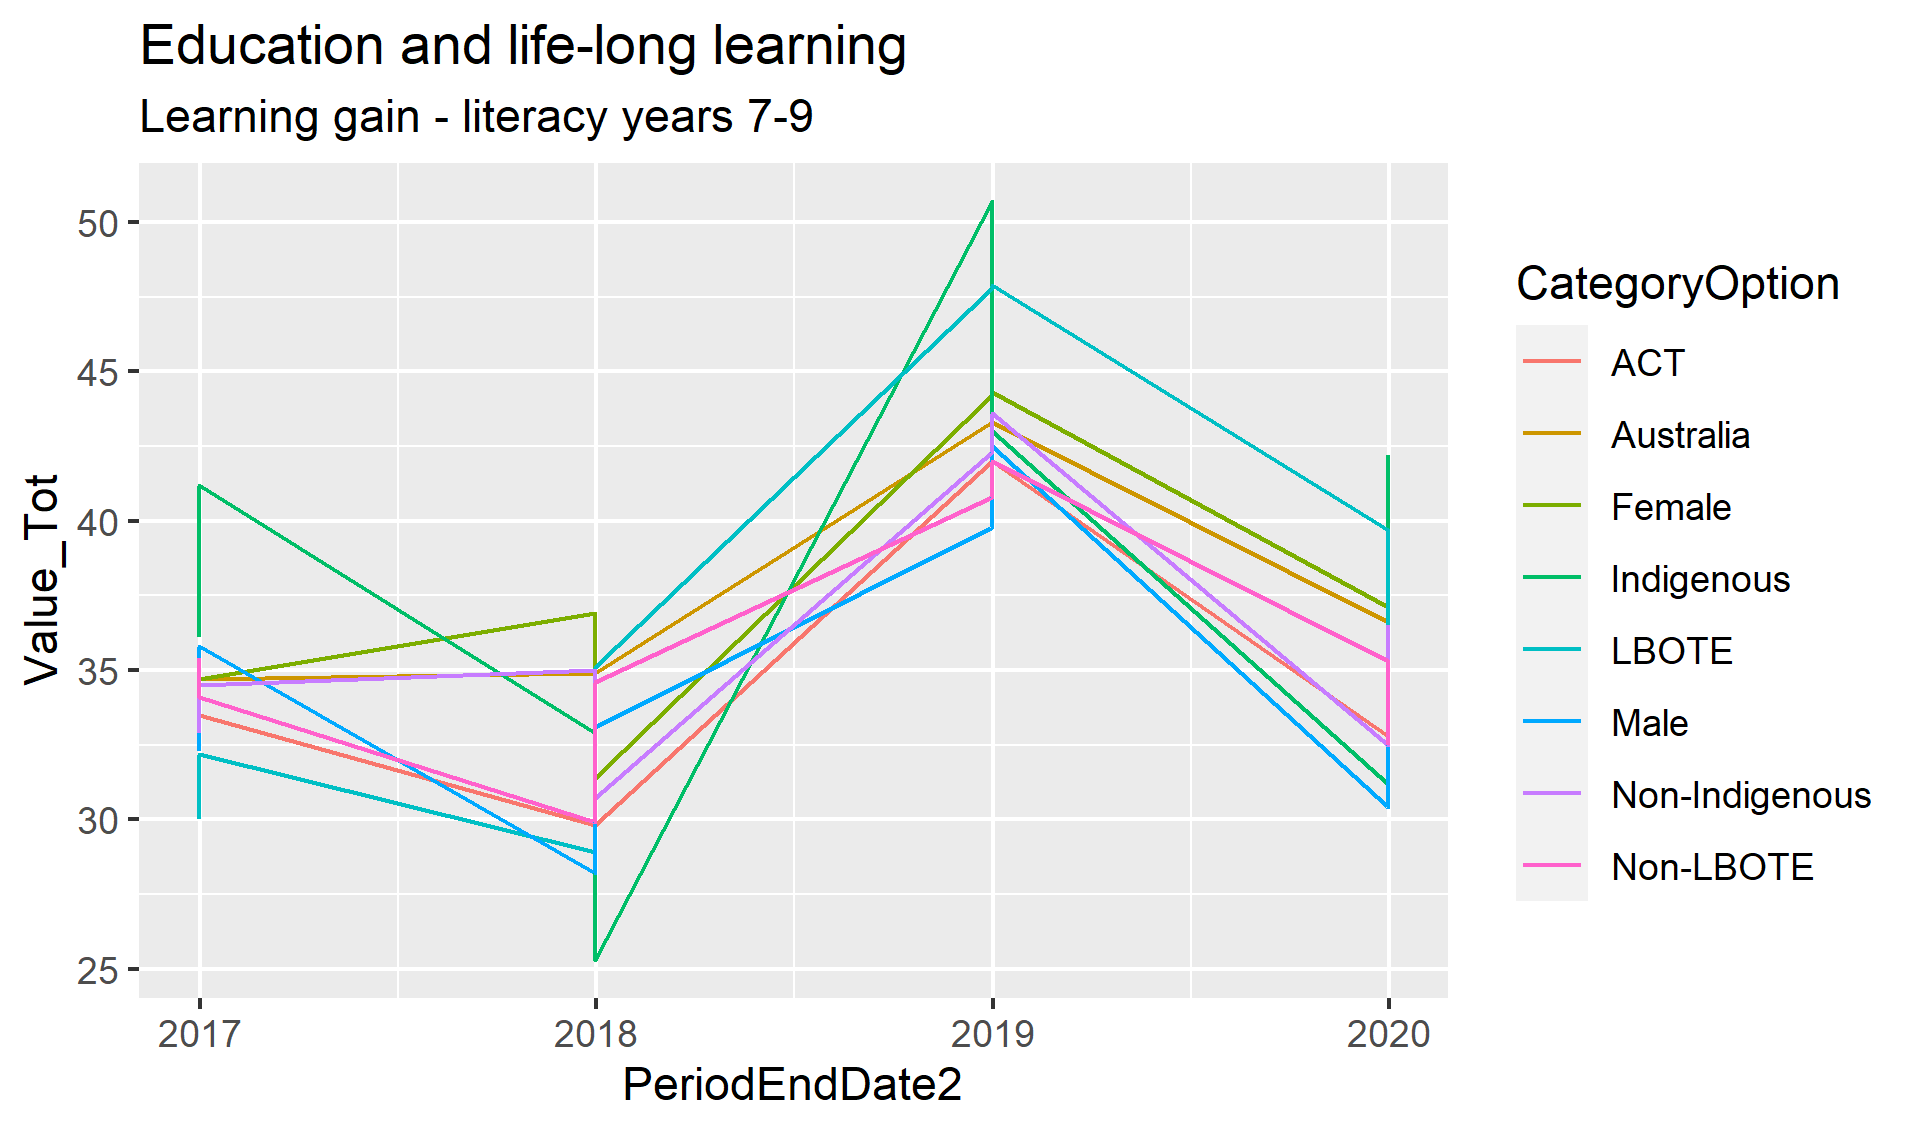 Education and life-long learning
Learning gain - literacy years 7-9
Value_Tot
50
45
40
35
30
25
2017 2018 2019 2020
PeriodEndDate2
CategoryOption
ACT
Australia
Female
Indigenous
LBOTE
Male
Non-Indigenous
Non-LBOTE